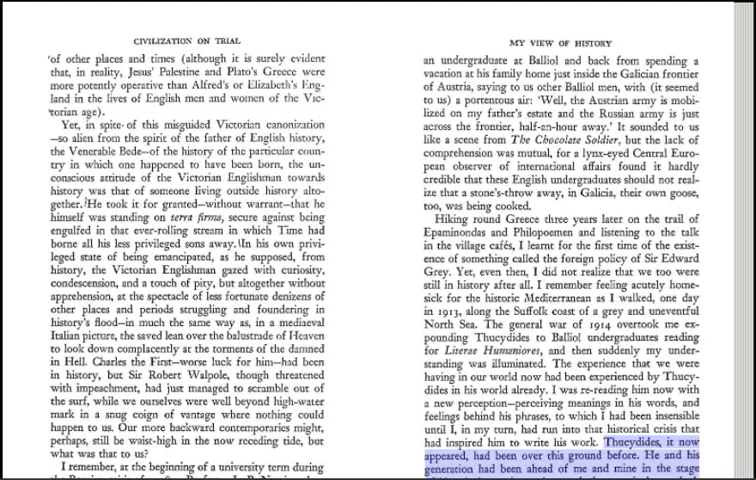 CIVILIZATION ON TRIAL
'of other places and times (although it is surely evident
that, in reality, Jesus' Palestine and Plato's Greece were
more potently operative than Alfred's or Elizabeth's Eng-
land in the lives of English men and women of the Vic-
torian age).
Yet, in spite of this misguided Victorian canonization
—so alien from the spirit of the father of English history,
the Venerable Bede—of the history of the particular coun-
try in which one happened to have been born, the un-
conscious attitude of the Victorian Englishman towards
history was that of someone living outside history alto-
gether. He took it for granted—without warrant—that he
himself was standing on terra firma, secure against being
engulfed in that ever-rolling stream in which Time had
borne all his less privileged sons away. In his own privi-
leged state of being emancipated, as he supposed, from
history, the Victorian Englishman gazed with curiosity,
condescension, and a touch of pity, but altogether without
apprehension, at the spectacle of less fortunate denizens of
other places and periods struggling and foundering in
history's flood—in much the same way as, in a mediaeval
Italian picture, the saved lean over the balustrade of Heaven
to look down complacently at the torments of the damned
in Hell. Charles the First—worse luck for him—had been
in history, but Sir Robert Walpole, though threatened
with impeachment, had just managed to scramble out of
the surf, while we ourselves were well beyond high-water
mark in a snug coign of vantage where nothing could
happen to us. Our more backward contemporaries might,
perhaps, still be waist-high in the now receding tide, but
what was that to us?
I remember, at the beginning of a university term during
MY VIEW OF HISTORY
an undergraduate at Balliol and back from spending a
vacation at his family home just inside the Galician frontier
of Austria, saying to us other Balliol men, with (it seemed
to us) a portentous air: 'Well, the Austrian army is mobi-
lized on my father's estate and the Russian army is just
across the frontier, half-an-hour away.' It sounded to us
like a scene from The Chocolate Soldier, but the lack of
comprehension was mutual, for a lynx-eyed Central Euro-
pean observer of international affairs found it hardly
credible that these English undergraduates should not real-
ize that a stone's-throw away, in Galicia, their own goose,
too, was being cooked.
Hiking round Greece three years later on the trail of
Epaminondas and Philopoemen and listening to the talk
in the village cafés, I learnt for the first time of the exist-
ence of something called the foreign policy of Sir Edward
Grey. Yet, even then, I did not realize that we too were
still in history after all. I remember feeling acutely home-
sick for the historic Mediterranean as I walked, one day
in 1913, along the Suffolk coast of a grey and uneventful
North Sea. The general war of 1914 overtook me ex-
pounding Thucydides to Balliol undergraduates reading
for Literae Humaniores, and then suddenly my under-
standing was illuminated. The experience that we were
having in our world now had been experienced by Thucy-
dides in his world already. I was re-reading him now with
a new perception—perceiving meanings in his words, and
feelings behind his phrases, to which I had been insensible
until I, in my turn, had run into that historical crisis that
had inspired him to write his work. Thucydides, it now
appeared, had been over this ground before. He and his
generation had been ahead of me and mine in the stage